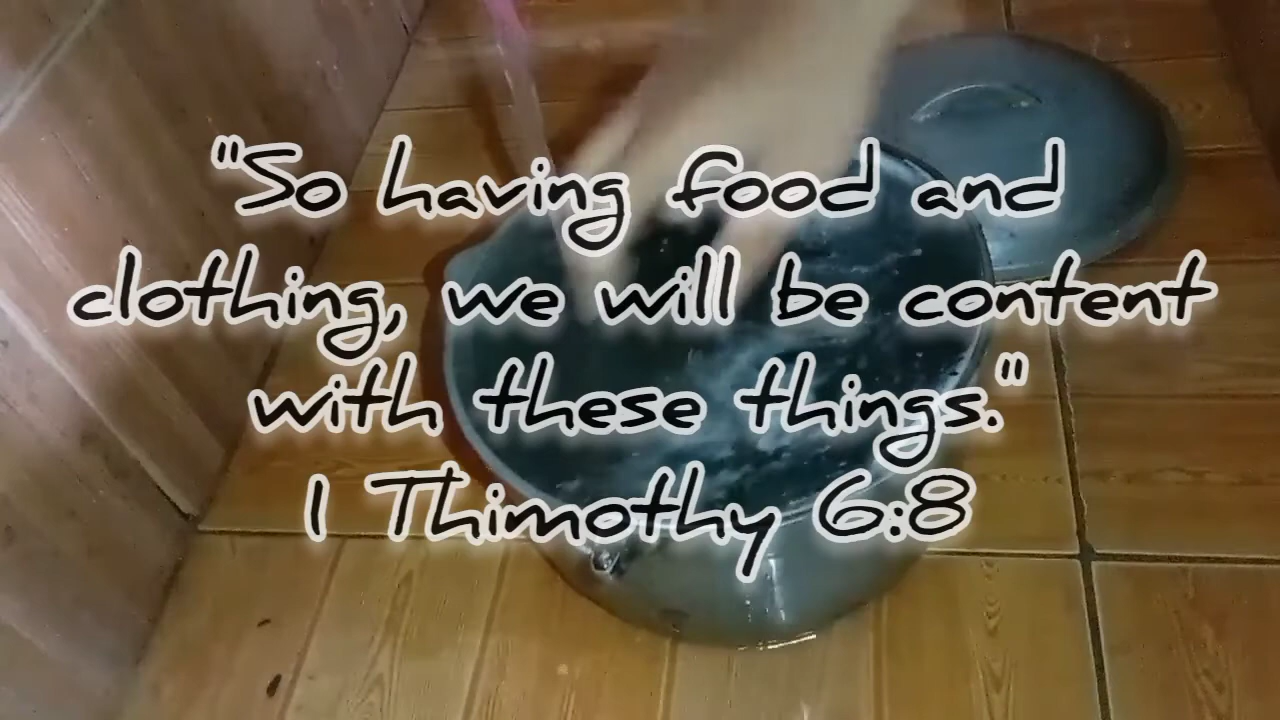 "So having food and
clothing, we will be content
with these things."
1 Thimothy 6:8